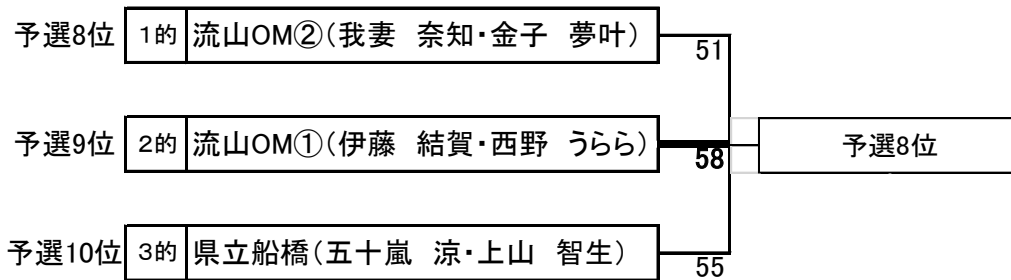 予選8位 1的 流山OM②(我妻　奈知・金子　夢叶)
51
予選9位 2的 流山OM①(伊藤　結賀・西野　うらら)
58
予選8位
予選10位 3的 県立船橋(五十嵐　涼・上山　智生)
55